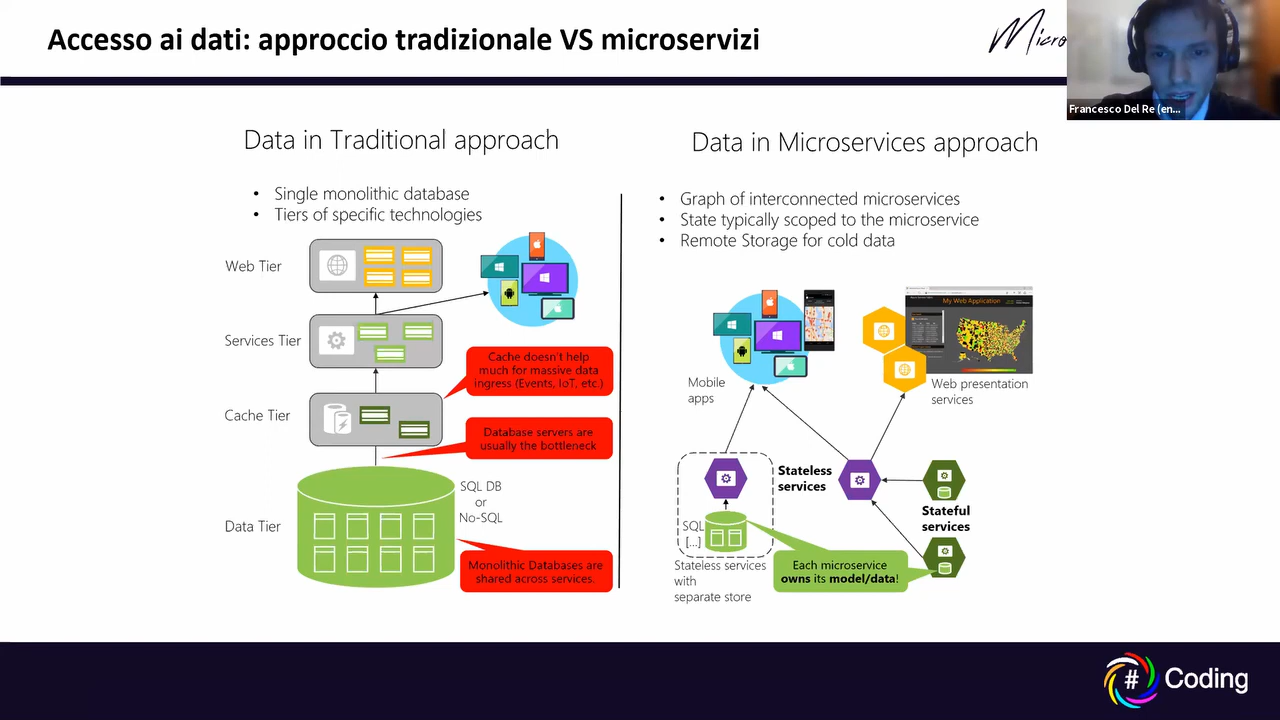 Accesso ai dati: approccio tradizionale VS microservizi
Micro
Francesco Del Re (en...
Data in Traditional approach
• Single monolithic database
• Tiers of specific technologies
Web Tier
Services Tier
Cache Tier
Data Tier
Cache doesn't help
much for massive data
ingress (Events, IoT, etc.)
Database servers are
usually the bottleneck
SQL DB
or
No-SQL
Monolithic Databases are
shared across services.
Data in Microservices approach
• Graph of interconnected microservices
• State typically scoped to the microservice
• Remote Storage for cold data
My Web Application
Mobile
apps
Web presentation
services
Stateless
services
Stateful
services
SQL
[...]
Stateless services
with
separate store
Each microservice
owns its model/data!
# Coding